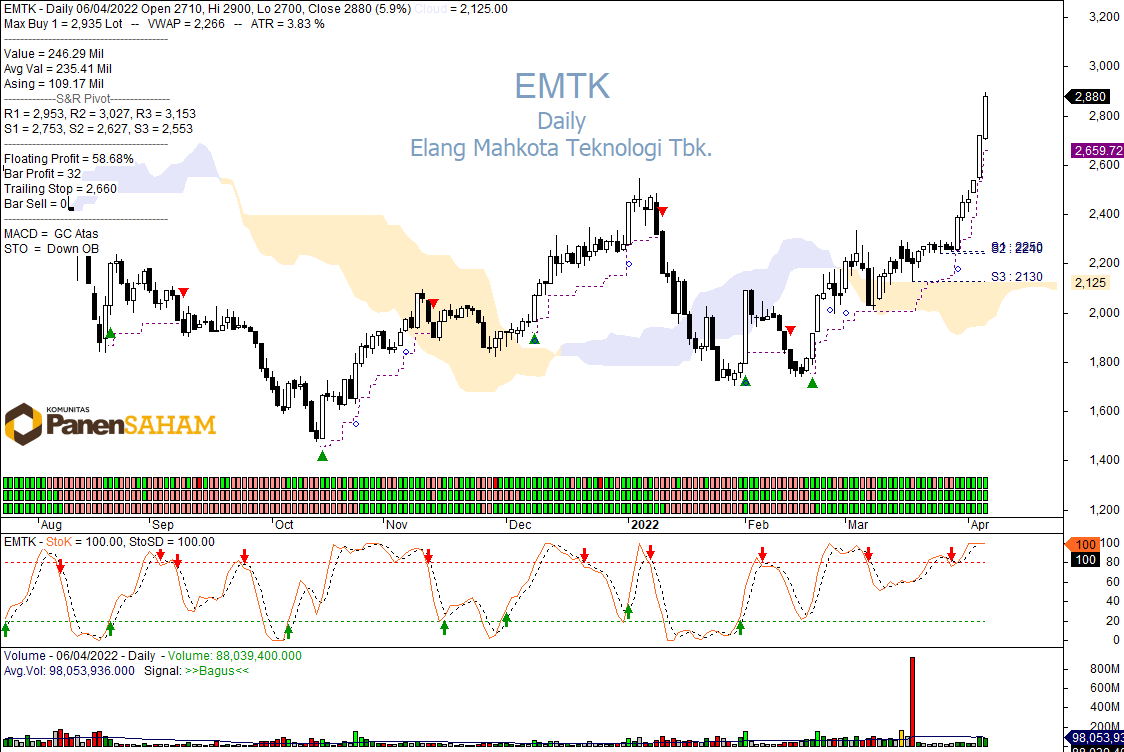 EMTK - Daily 06/04/2022 Open 2710, Hi 2900, Lo 2700, Close 2880 (5.9%) Cloud = 2,125.00
Max Buy 1 = 2,935 Lot -- VWAP = 2,266 -- ATR = 3.83 %
Value = 246.29 Mil
Avg Val = 235.41 Mil
Asing = 109.17 Mil
-------------S&R Pivot---------------
R1 = 2,953, R2 = 3,027, R3 = 3,153
S1 = 2,753, S2 = 2,627, S3 = 2,553
Floating Profit = 58.68%
Bar Profit = 32
Trailing Stop = 2,660
Bar Sell = 0
MACD = GC Atas
STO = Down OB
EMTK
Daily
Elang Mahkota Teknologi Tbk.
3,200
3,000
2,880
2,800
2,659.72
2,600
2,400
2,200
2,125
2,000
1,800
1,600
1,400
1,200
S1 : 2250
S2 : 2240
S3 : 2130
KOMUNITAS
PanenSAHAM
Aug Sep Oct Nov Dec 2022 Feb Mar Apr
EMTK - StoK = 100.00, StoSD = 100.00
100
100
100
80
60
40
20
0
Volume - 06/04/2022 - Daily - Volume: 88,039,400.000
Avg.Vol: 98,053,936.000 Signal: >>Bagus<<
800M
600M
400M
200M
98,053,93